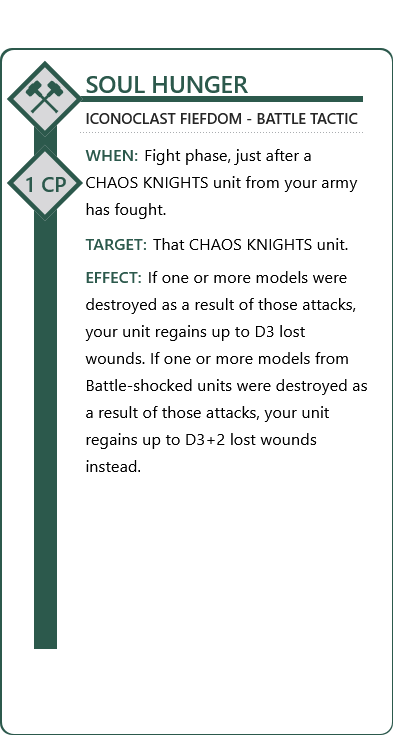 SOUL HUNGER
ICONOCLAST FIEFDOM - BATTLE TACTIC
1 CP
WHEN: Fight phase, just after a
CHAOS KNIGHTS unit from your army
has fought.
TARGET: That CHAOS KNIGHTS unit.
EFFECT: If one or more models were
destroyed as a result of those attacks,
your unit regains up to D3 lost
wounds. If one or more models from
Battle-shocked units were destroyed as
a result of those attacks, your unit
regains up to D3+2 lost wounds
instead.